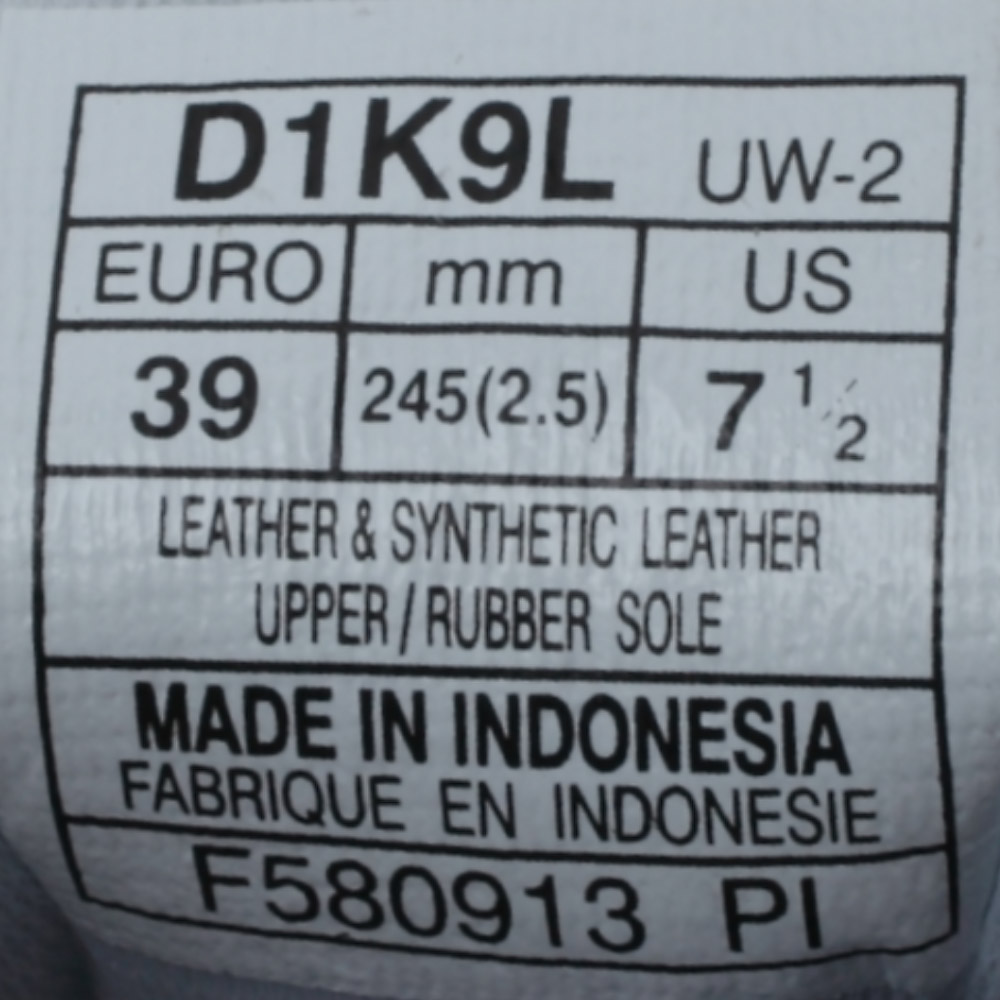 D1K9L UW-2
EURO mm US
39 245(2.5) 7 1/2
LEATHER & SYNTHETIC LEATHER
UPPER / RUBBER SOLE
MADE IN INDONESIA
FABRIQUE EN INDONESIE
F580913 PI